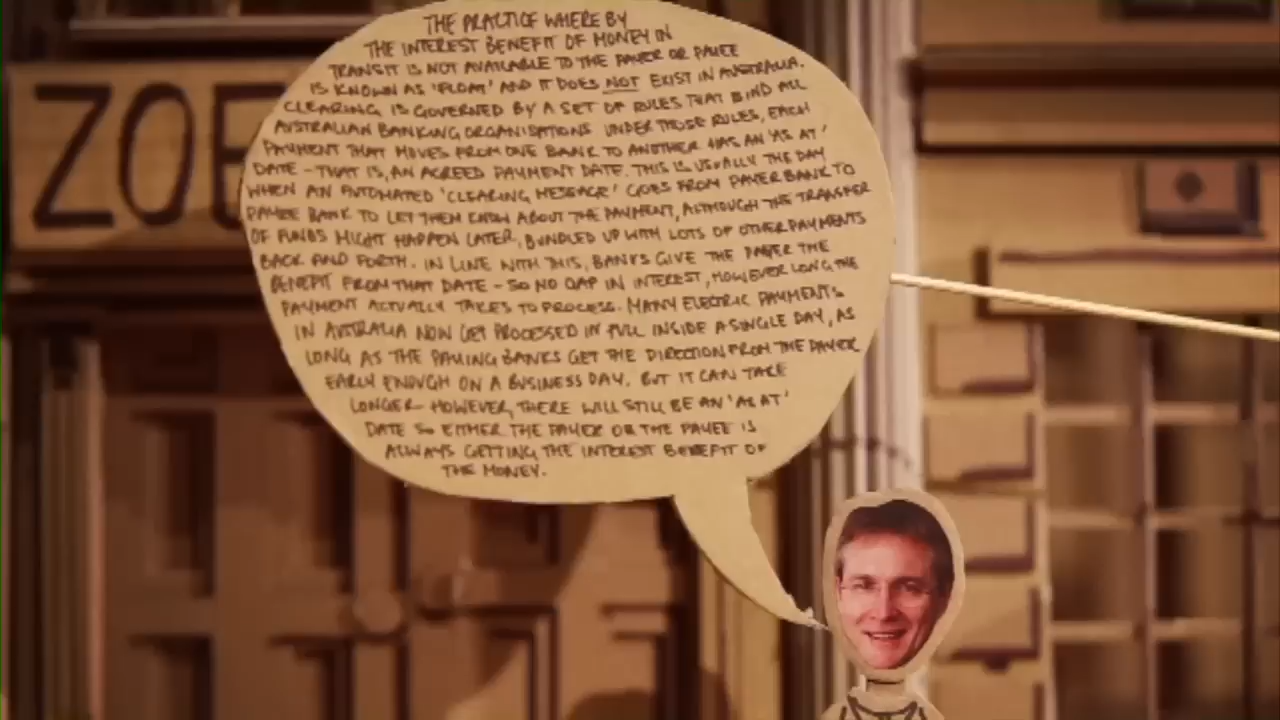 ZOE
THE PRACTICE WHERE BY
THE INTEREST BENEFIT OF MONEY IN
TRANSIT IS NOT AVAILABLE TO THE PAYER OR PAYEE
IS KNOWN AS 'FLOAT' AND IT DOES NOT EXIST IN AUSTRALIA.
CLEARING IS GOVERNED BY A SET OF RULES THAT BIND ALL
AUSTRALIAN BANKING ORGANISATIONS UNDER THOSE RULES, EACH
PAYMENT THAT MOVES FROM ONE BANK TO ANOTHER HAS AN 'AS AT'
DATE - THAT IS, AN AGREED PAYMENT DATE. THIS IS USUALLY THE DAY
WHEN AN AUTOMATED 'CLEARING MESSAGE' GOES FROM PAYER BANK TO
PAYEE BANK TO LET THEM KNOW ABOUT THE PAYMENT, ALTHOUGH THE TRANSFER
OF FUNDS MIGHT HAPPEN LATER, BUNDLED UP WITH LOTS OF OTHER PAYMENTS
BACK AND FORTH. IN LINE WITH THIS, BANKS GIVE THE PAYER THE
BENEFIT FROM THAT DATE - SO NO GAP IN INTEREST, HOWEVER LONG THE
PAYMENT ACTUALLY TAKES TO PROCESS. MANY ELECTRIC PAYMENTS
IN AUSTRALIA NOW GET PROCESSED IN FULL INSIDE A SINGLE DAY, AS
LONG AS THE PAYING BANKS GET THE DIRECTION FROM THE PAYER
EARLY ENOUGH ON A BUSINESS DAY. BUT IT CAN TAKE
LONGER - HOWEVER, THERE WILL STILL BE AN 'AS AT'
DATE SO EITHER THE PAYER OR THE PAYEE IS
ALWAYS GETTING THE INTEREST BENEFIT OF
THE MONEY.